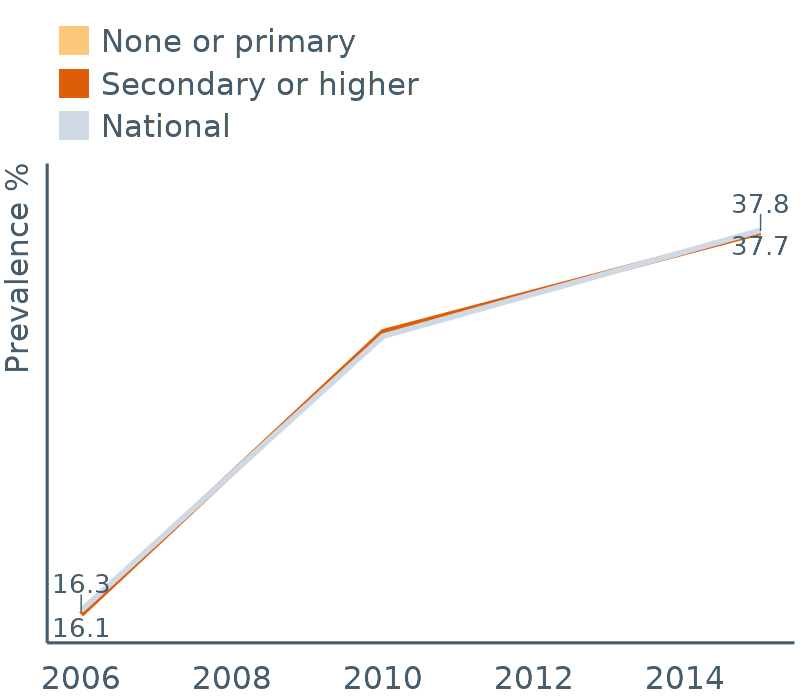 None or primary
Secondary or higher
National
Prevalence %
37.8
37.7
16.3
16.1
2006 2008 2010 2012 2014